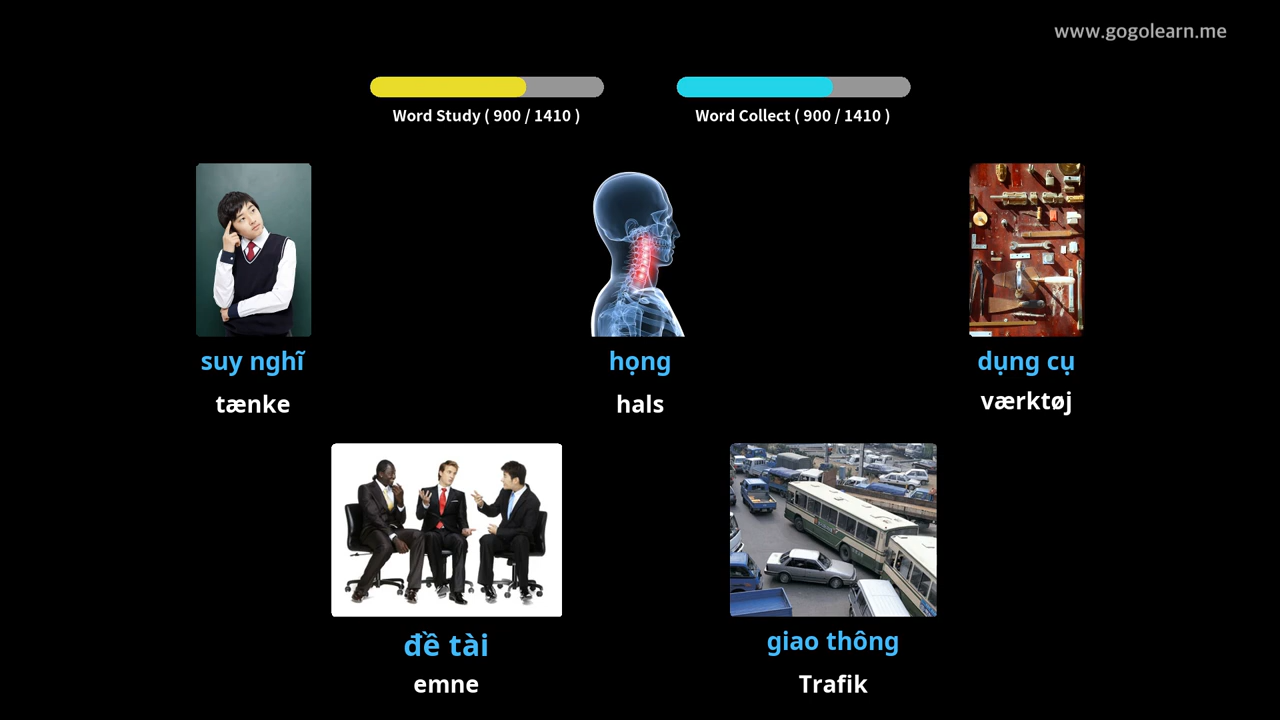 www.gogolearn.me
Word Study ( 900 / 1410 )
Word Collect ( 900 / 1410 )
suy nghĩ
tænke
họng
hals
dụng cụ
værktøj
đề tài
emne
giao thông
Trafik